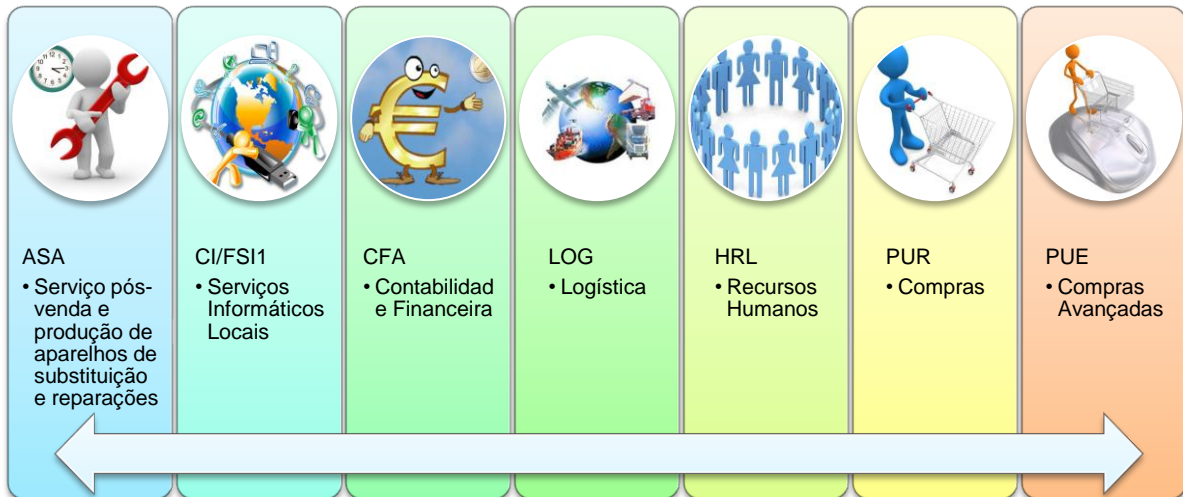 ASA
• Serviço pós-
venda e
produção de
aparelhos de
substituição
e reparações
CI/FSI1
• Serviços
Informáticos
Locais
CFA
• Contabilidad
e Financeira
LOG
• Logística
HRL
• Recursos
Humanos
PUR
• Compras
PUE
• Compras
Avançadas